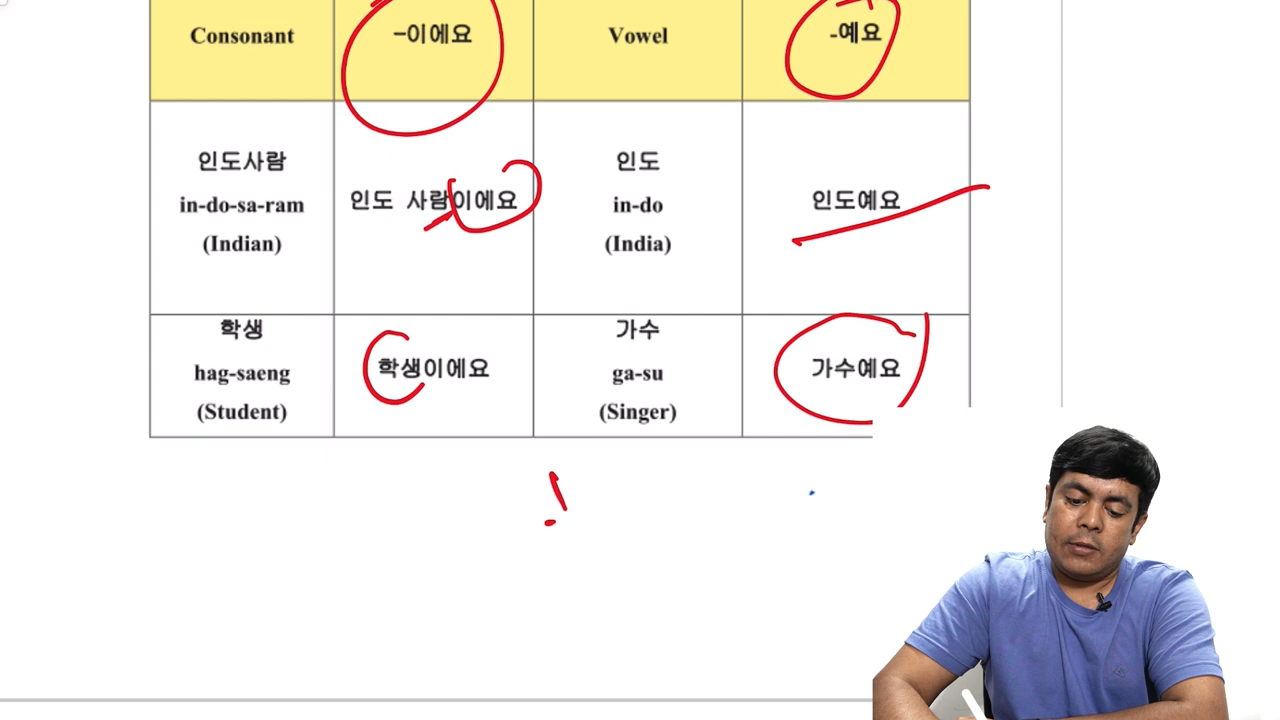 Consonant
–이에요
Vowel
-예요
인도사람
in-do-sa-ram
(Indian)
인도 사람이에요
인도
in-do
(India)
인도예요
학생
hag-saeng
(Student)
학생이에요
가수
ga-su
(Singer)
가수예요
!